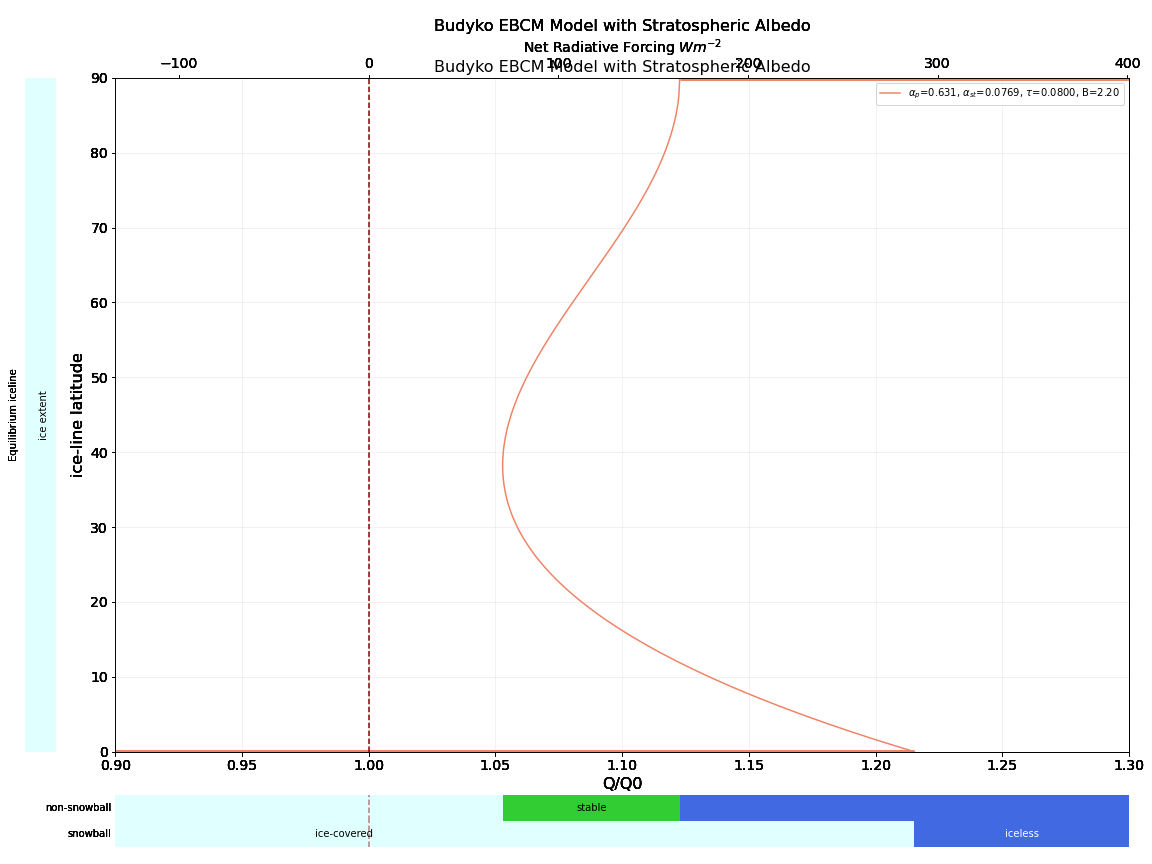 Budyko EBCM Model with Stratospheric Albedo
Net Radiative Forcing Wm⁻²
Budyko EBCM Model with Stratospheric Albedo
−100 0 100 200 300 400
α_p=0.631, α_st=0.0769, τ=0.0800, B=2.20
90
80
70
60
50
40
30
20
10
0
Equilibrium iceline
ice extent
ice-line latitude
0.90 0.95 1.00 1.05 1.10 1.15 1.20 1.25 1.30
Q/Q0
non-snowball stable
snowball ice-covered iceless